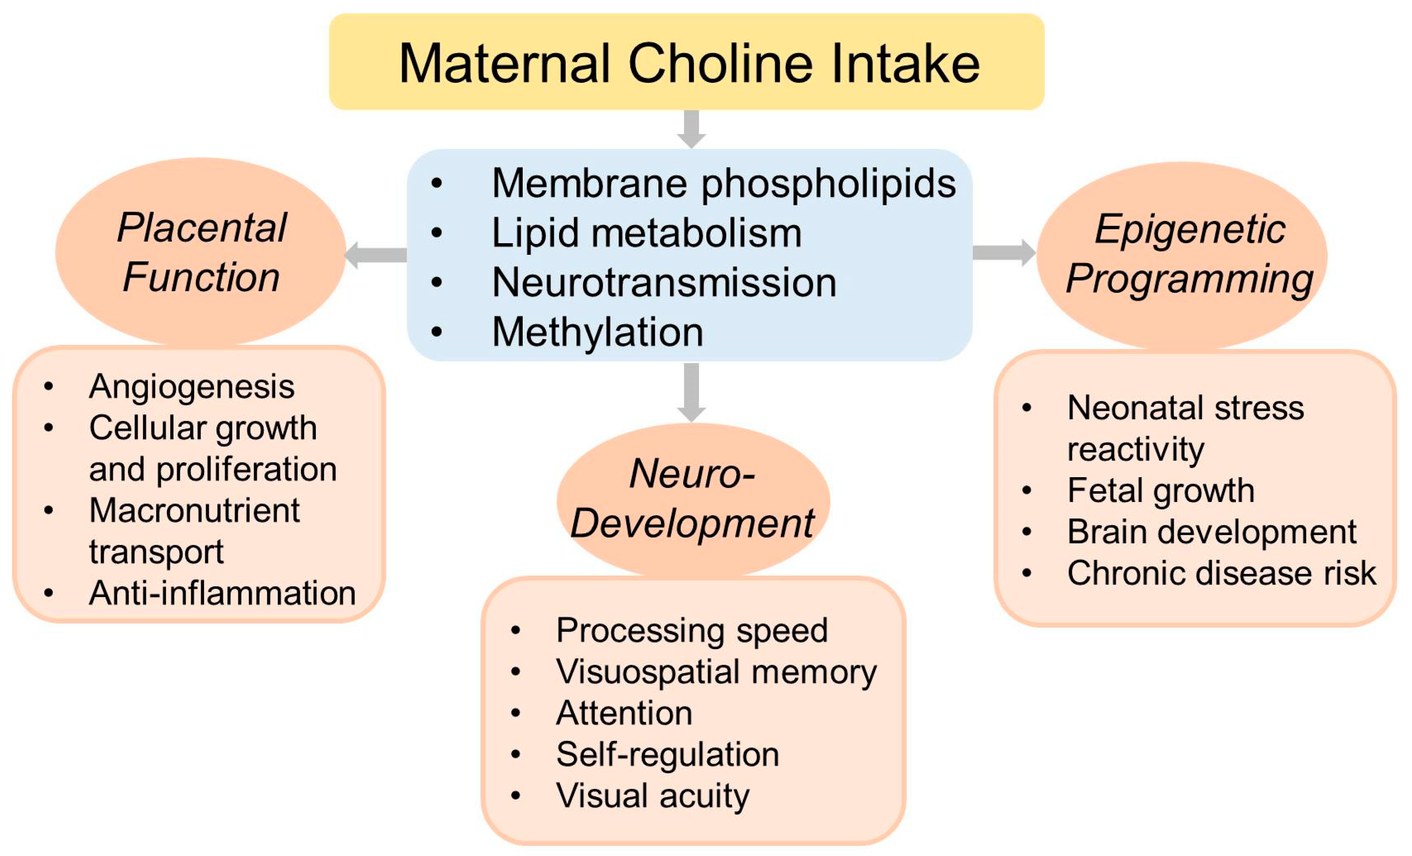 Maternal Choline Intake
• Membrane phospholipids
• Lipid metabolism
• Neurotransmission
• Methylation
Placental
Function
• Angiogenesis
• Cellular growth
and proliferation
• Macronutrient
transport
• Anti-inflammation
Neuro-
Development
• Processing speed
• Visuospatial memory
• Attention
• Self-regulation
• Visual acuity
Epigenetic
Programming
• Neonatal stress
reactivity
• Fetal growth
• Brain development
• Chronic disease risk